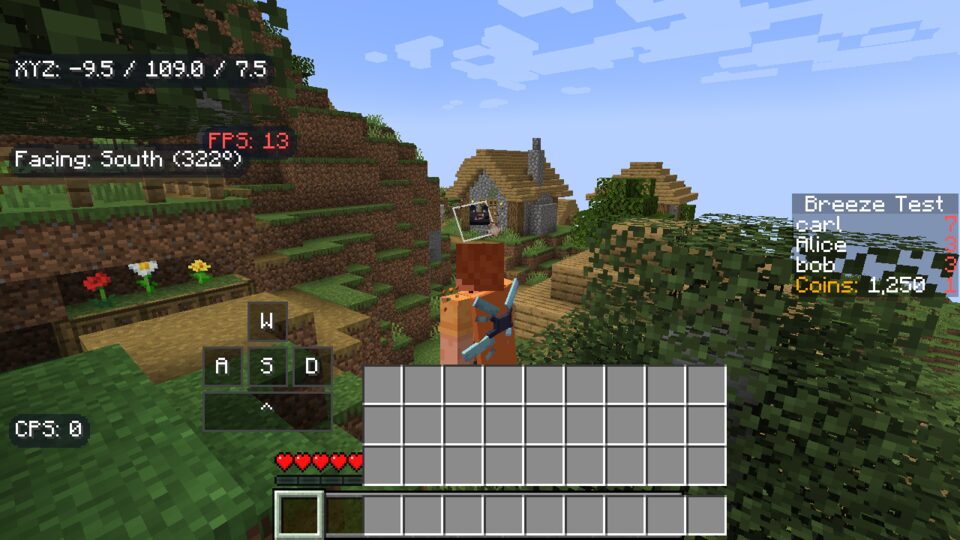 XYZ: -9.5 / 109.0 / 7.5
FPS: 13
Facing: South (322º)
Breeze Test
carl 7
Alice 3
bob 3
Coins: 1,250 1
W
A S D
^
CPS: 0